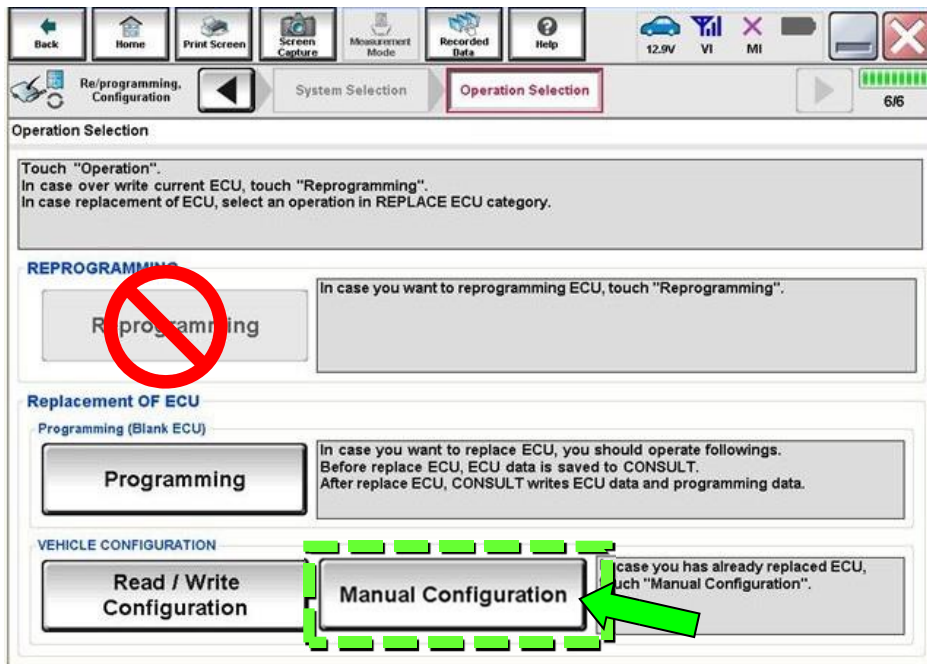 Back
Home
Print Screen
Screen
Capture
Measurement
Mode
Recorded
Data
Help
12.9V
VI
MI
Re/programming,
Configuration
System Selection
Operation Selection
6/6
Operation Selection
Touch "Operation".
In case over write current ECU, touch "Reprogramming".
In case replacement of ECU, select an operation in REPLACE ECU category.
REPROGRAMMING
Reprogramming
In case you want to reprogramming ECU, touch "Reprogramming".
Replacement OF ECU
Programming (Blank ECU)
Programming
In case you want to replace ECU, you should operate followings.
Before replace ECU, ECU data is saved to CONSULT.
After replace ECU, CONSULT writes ECU data and programming data.
VEHICLE CONFIGURATION
Read / Write
Configuration
Manual Configuration
case you has already replaced ECU,
uch "Manual Configuration".